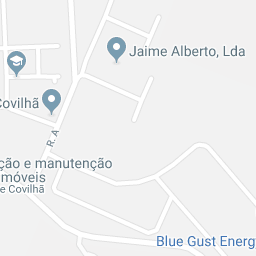 Jaime Alberto, Lda
Covilhã
R. A
ção e manutenção
móveis
e Covilhã
Blue Gust Energ